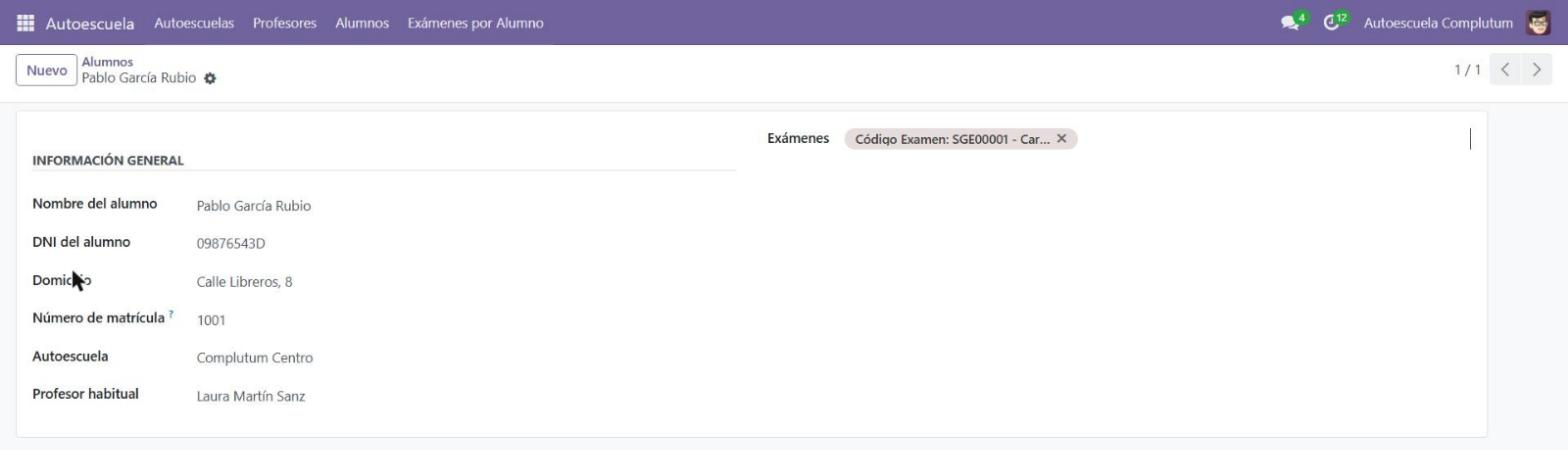 Autoescuela Autoescuelas Profesores Alumnos Exámenes por Alumno 4 12 Autoescuela Complutum
Nuevo
Alumnos
Pablo García Rubio
1 / 1
INFORMACIÓN GENERAL
Nombre del alumno Pablo García Rubio
DNI del alumno 09876543D
Domicilio Calle Libreros, 8
Número de matrícula ? 1001
Autoescuela Complutum Centro
Profesor habitual Laura Martín Sanz
Exámenes Código Examen: SGE00001 - Car... ×